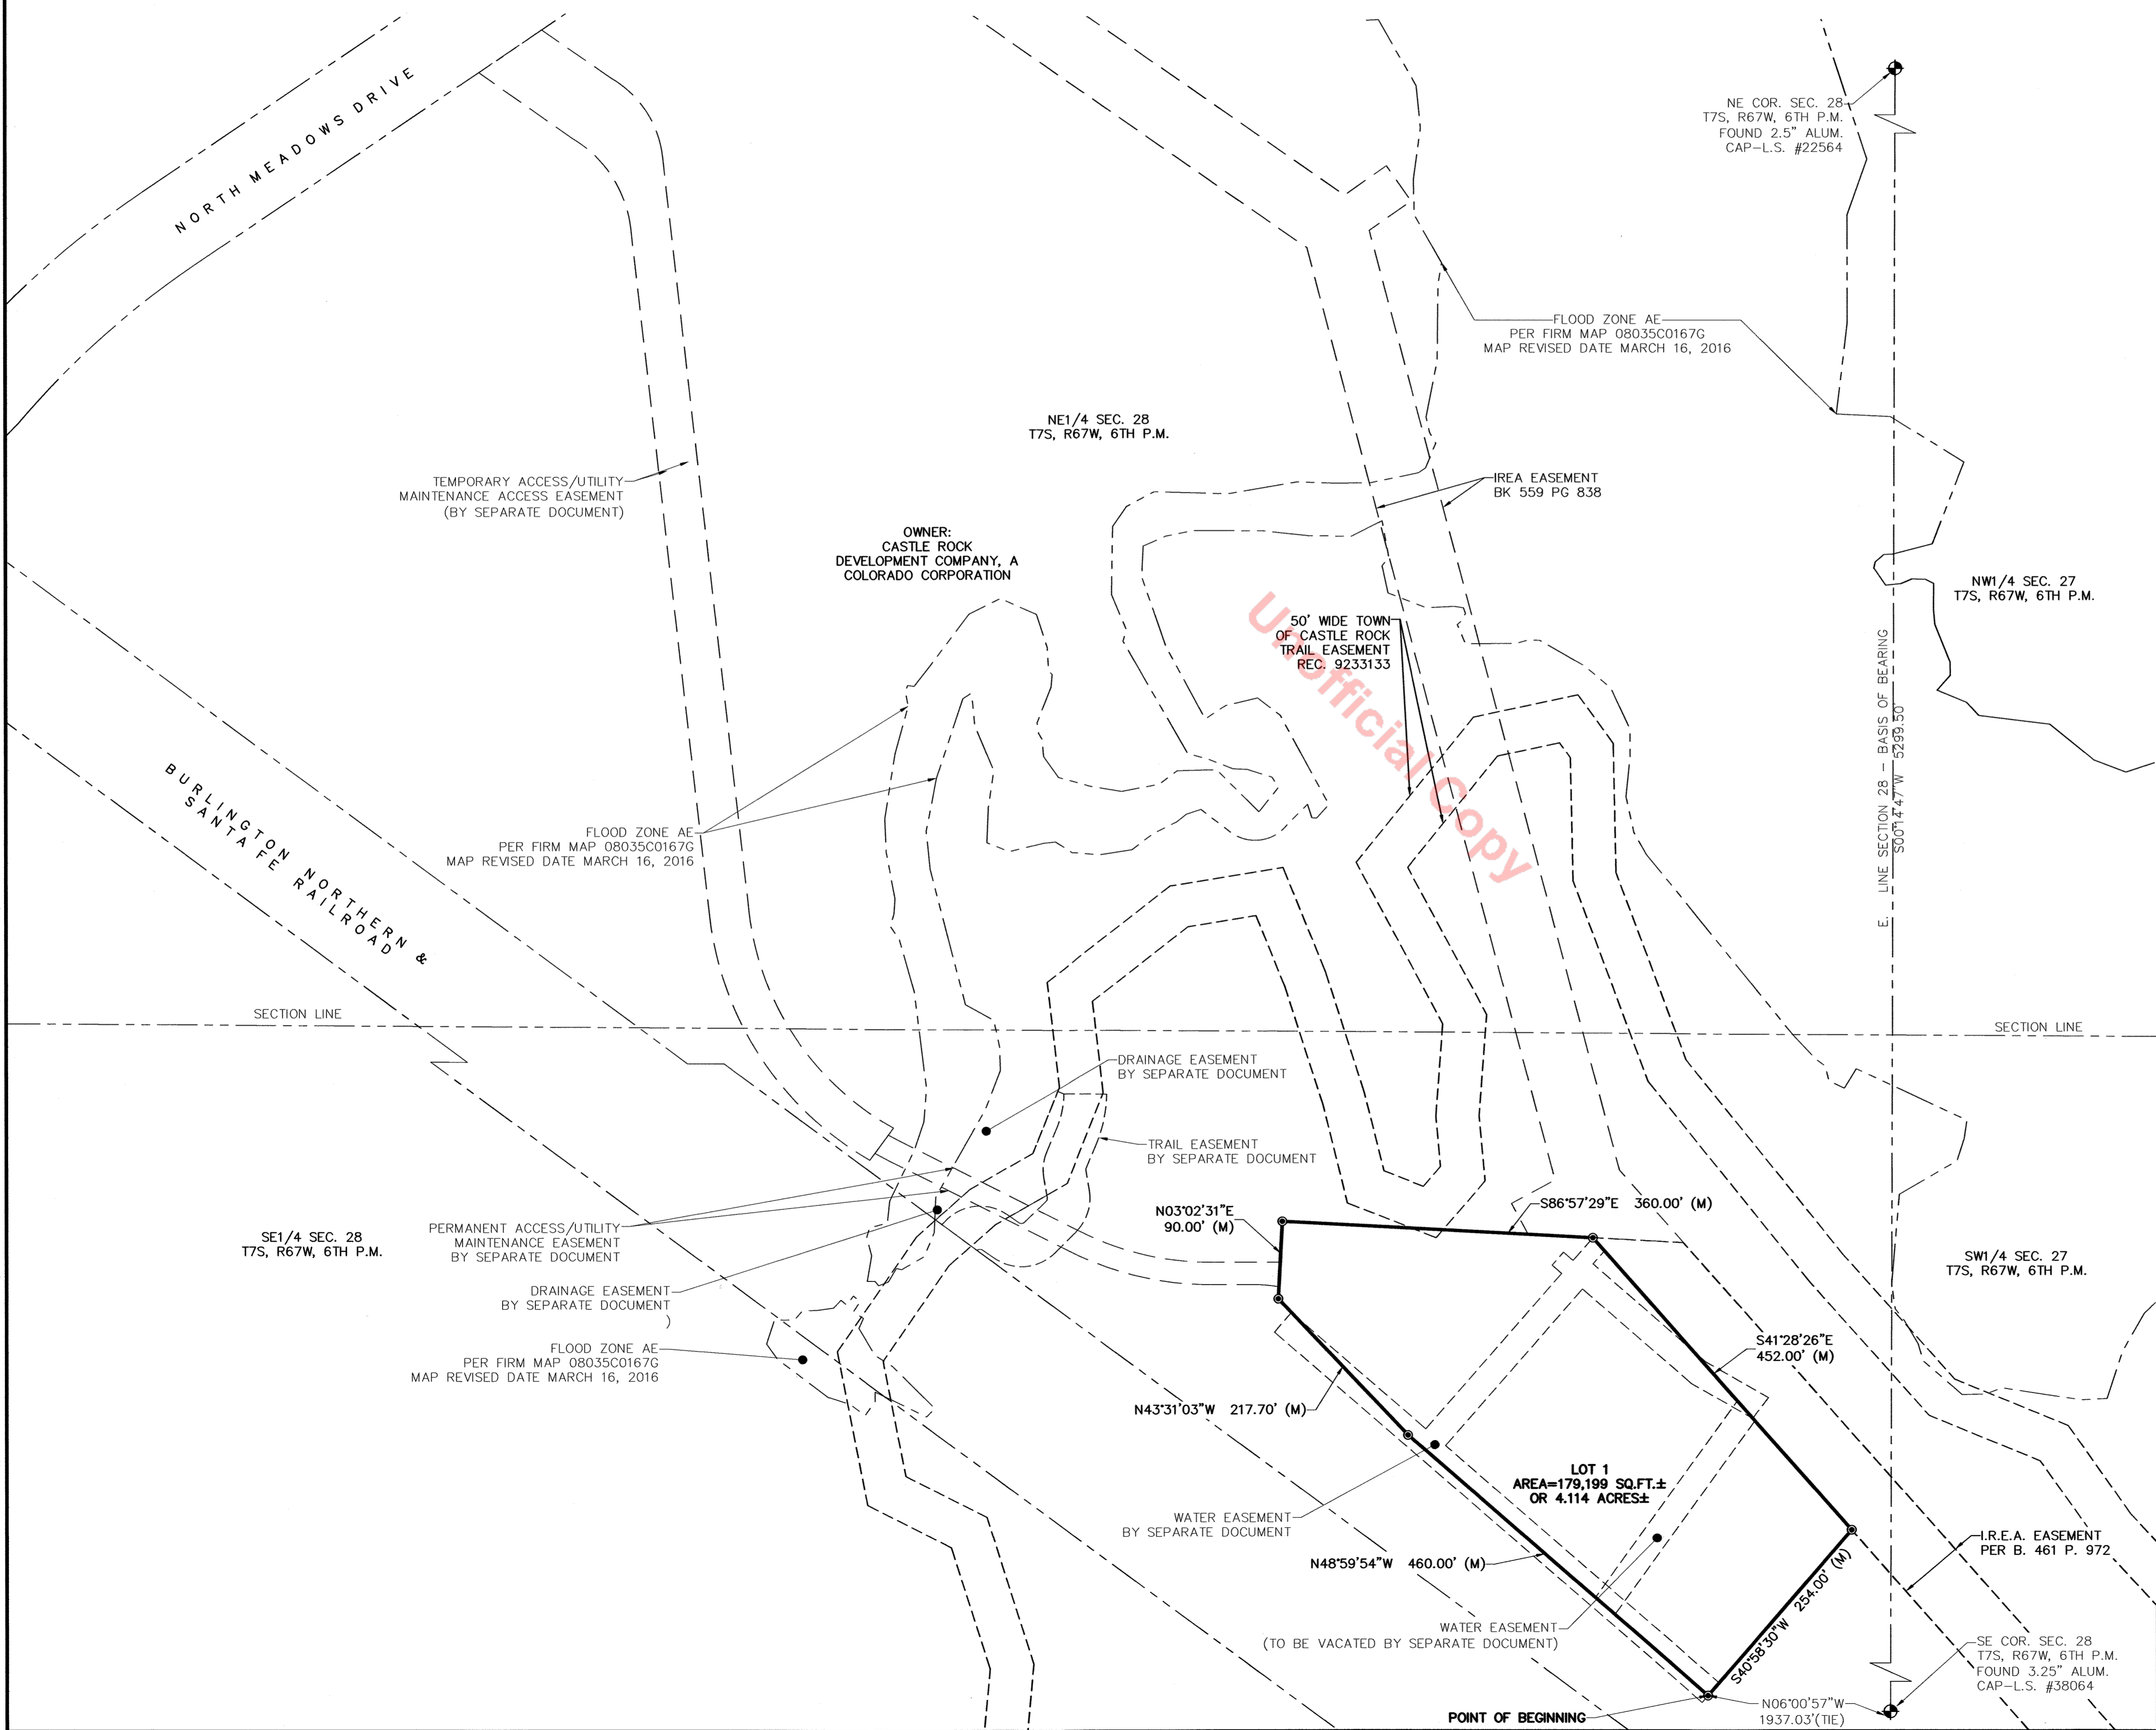 NORTH MEADOWS DRIVE
NE COR. SEC. 28
T7S, R67W, 6TH P.M.
FOUND 2.5" ALUM.
CAP-L.S. #22564
FLOOD ZONE AE
PER FIRM MAP 08035C0167G
MAP REVISED DATE MARCH 16, 2016
NE1/4 SEC. 28
T7S, R67W, 6TH P.M.
TEMPORARY ACCESS/UTILITY
MAINTENANCE ACCESS EASEMENT
(BY SEPARATE DOCUMENT)
IREA EASEMENT
BK 559 PG 838
OWNER:
CASTLE ROCK
DEVELOPMENT COMPANY, A
COLORADO CORPORATION
NW1/4 SEC. 27
T7S, R67W, 6TH P.M.
50' WIDE TOWN
OF CASTLE ROCK
TRAIL EASEMENT
REC. 9233133
Unofficial Copy
E. LINE SECTION 28 - BASIS OF BEARING
S00°14'47"W 5299.50'
BURLINGTON NORTHERN &
SANTA FE RAILROAD
FLOOD ZONE AE
PER FIRM MAP 08035C0167G
MAP REVISED DATE MARCH 16, 2016
SECTION LINE
SECTION LINE
DRAINAGE EASEMENT
BY SEPARATE DOCUMENT
TRAIL EASEMENT
BY SEPARATE DOCUMENT
N03°02'31"E
90.00' (M)
S86°57'29"E 360.00' (M)
SE1/4 SEC. 28
T7S, R67W, 6TH P.M.
PERMANENT ACCESS/UTILITY
MAINTENANCE EASEMENT
BY SEPARATE DOCUMENT
SW1/4 SEC. 27
T7S, R67W, 6TH P.M.
DRAINAGE EASEMENT
BY SEPARATE DOCUMENT
)
FLOOD ZONE AE
PER FIRM MAP 08035C0167G
MAP REVISED DATE MARCH 16, 2016
S41°28'26"E
452.00' (M)
N43°31'03"W 217.70' (M)
LOT 1
AREA=179,199 SQ.FT.±
OR 4.114 ACRES±
WATER EASEMENT
BY SEPARATE DOCUMENT
N48°59'54"W 460.00' (M)
I.R.E.A. EASEMENT
PER B. 461 P. 972
S40°58'30"W 254.00' (M)
WATER EASEMENT
(TO BE VACATED BY SEPARATE DOCUMENT)
SE COR. SEC. 28
T7S, R67W, 6TH P.M.
FOUND 3.25" ALUM.
CAP-L.S. #38064
N06°00'57"W
1937.03'(TIE)
POINT OF BEGINNING